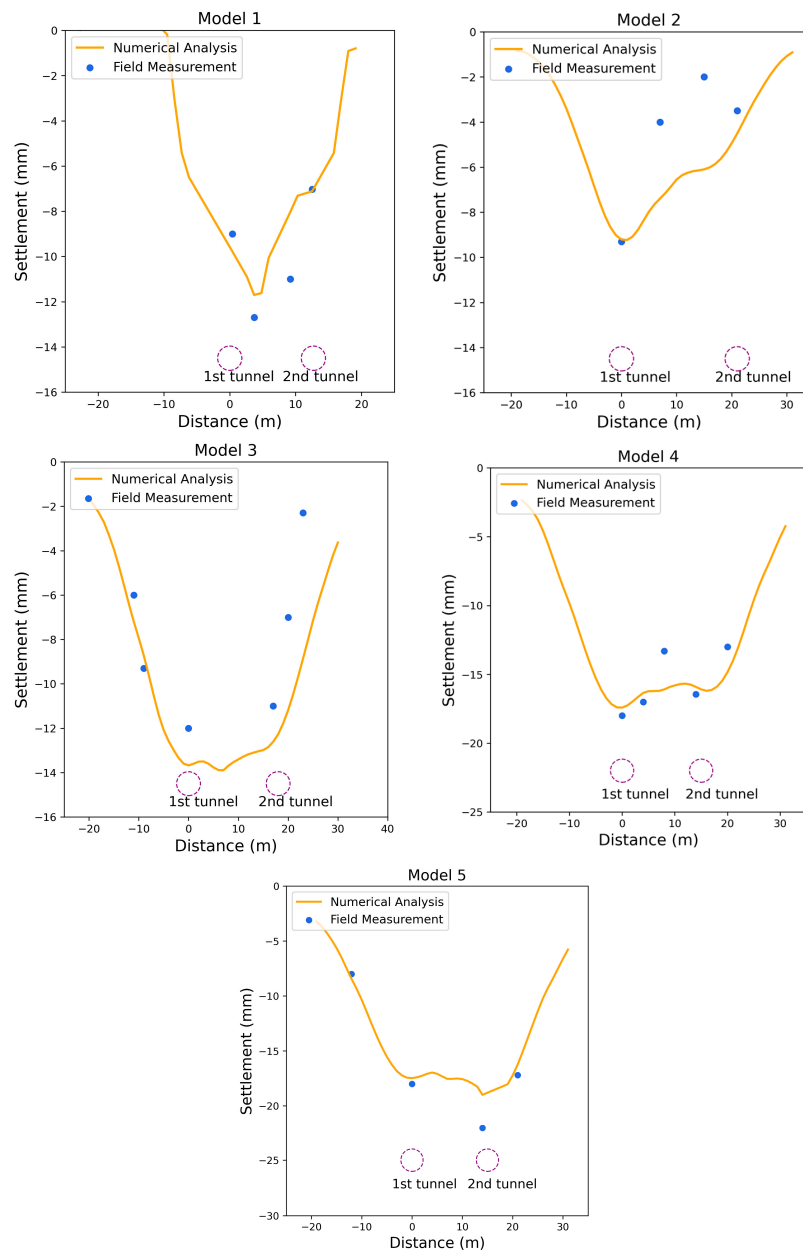 Model 1
0
−2
−4
−6
−8
−10
−12
−14
−16
Settlement (mm)
Numerical Analysis
Field Measurement
1st tunnel 2nd tunnel
−20 −10 0 10 20
Distance (m)
Model 2
0
−2
−4
−6
−8
−10
−12
−14
−16
Settlement (mm)
Numerical Analysis
Field Measurement
1st tunnel 2nd tunnel
−20 −10 0 10 20 30
Distance (m)
Model 3
0
−2
−4
−6
−8
−10
−12
−14
−16
Settlement (mm)
Numerical Analysis
Field Measurement
1st tunnel 2nd tunnel
−20 −10 0 10 20 30 40
Distance (m)
Model 4
0
−5
−10
−15
−20
−25
Settlement (mm)
Numerical Analysis
Field Measurement
1st tunnel 2nd tunnel
−20 −10 0 10 20 30
Distance (m)
Model 5
0
−5
−10
−15
−20
−25
−30
Settlement (mm)
Numerical Analysis
Field Measurement
1st tunnel 2nd tunnel
−20 −10 0 10 20 30
Distance (m)